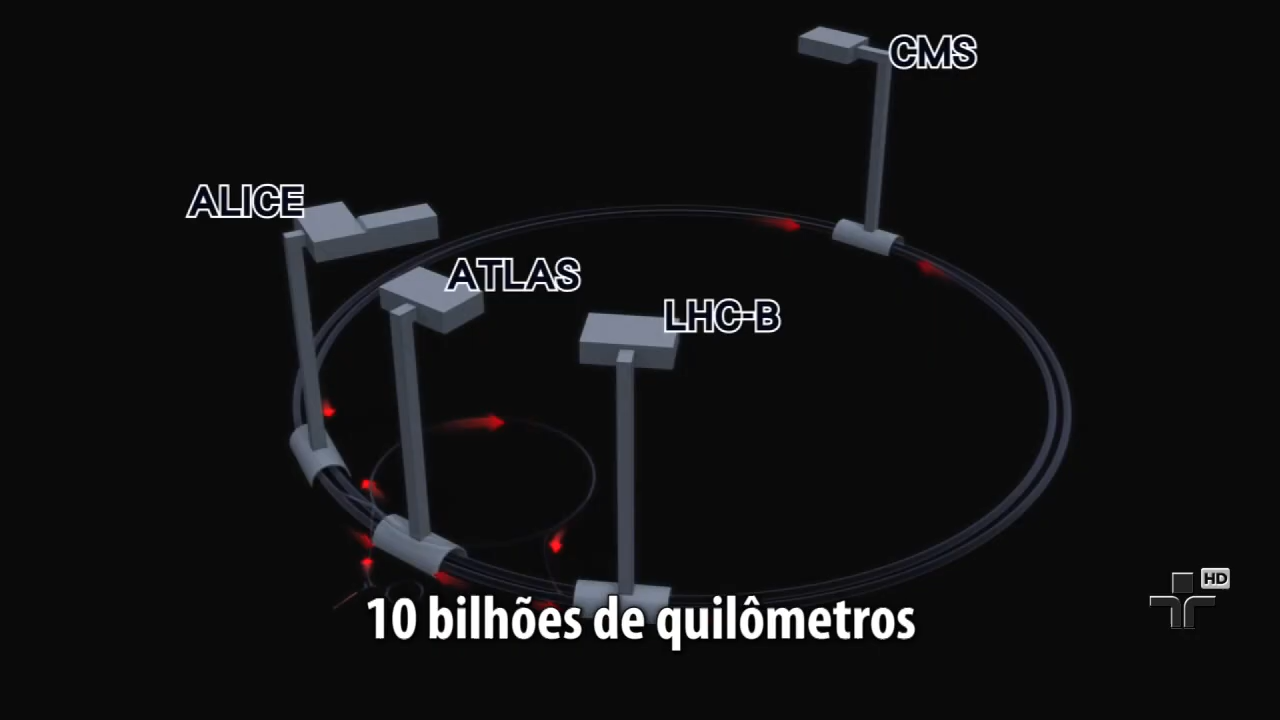 CMS
ALICE
ATLAS
LHC-B
HD
10 bilhões de quilômetros